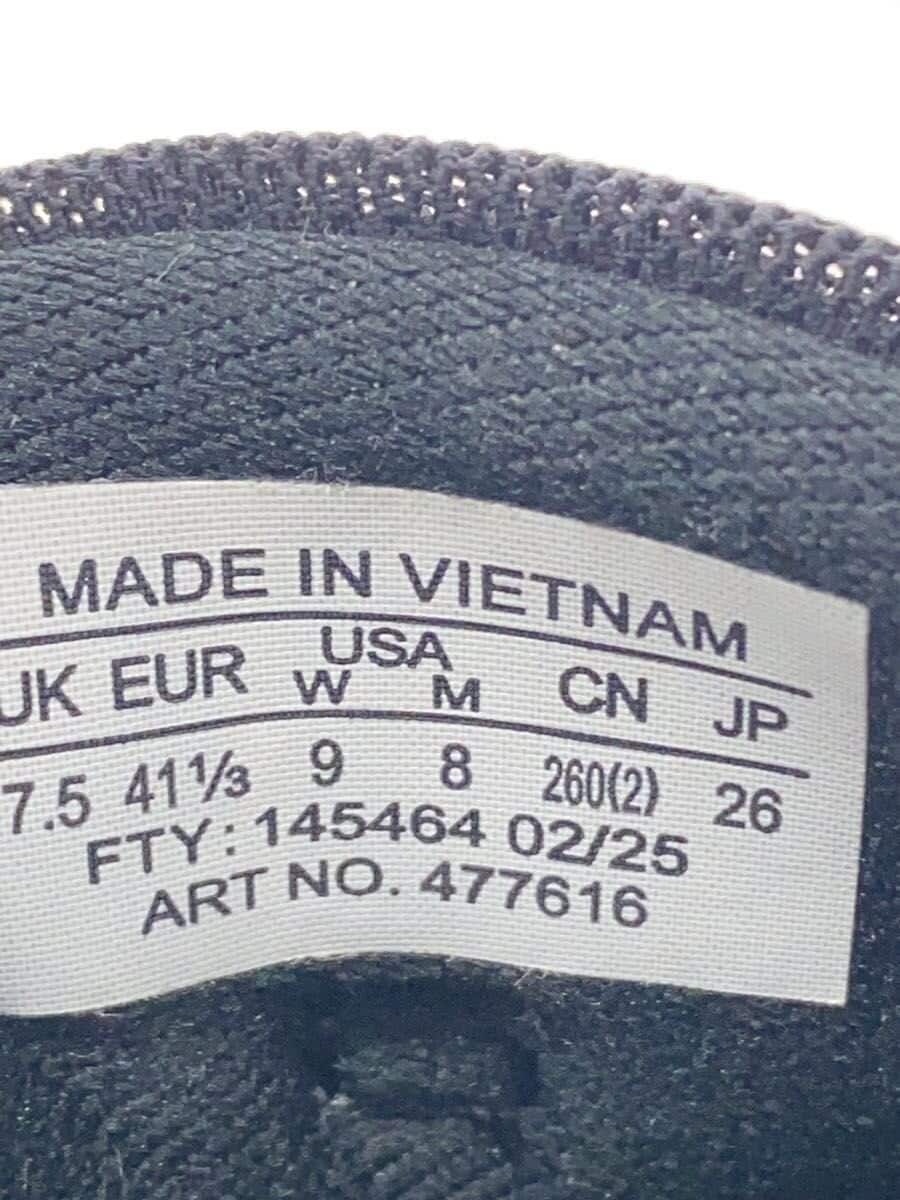 MADE IN VIETNAM
UK EUR USA W M CN JP
7.5 41⅓ 9 8 260(2) 26
FTY: 145464 02/25
ART NO. 477616